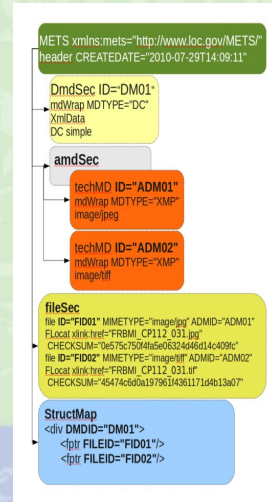 METS xmlns:mets="http://www.loc.gov/METS/"
header CREATEDATE="2010-07-29T14:09:11"
DmdSec ID="DM01"
mdWrap MDTYPE="DC"
XmlData
DC simple
amdSec
techMD ID="ADM01"
mdWrap MDTYPE="XMP"
image/jpeg
techMD ID="ADM02"
mdWrap MDTYPE="XMP"
image/tiff
fileSec
file ID="FID01" MIMETYPE="image/jpg" ADMID="ADM01"
FLocat xlink:href="FRBMI_CP112_031.jpg"
CHECKSUM="0e575c750f4fa5e06324d46d14c409fc"
file ID="FID02" MIMETYPE="image/tiff" ADMID="ADM02"
FLocat xlink:href="FRBMI_CP112_031.tif"
CHECKSUM="45474c6d0a197961f4361171d4b13a07"
StructMap
<div DMDID="DM01">
<fptr FILEID="FID01"/>
<fptr FILEID="FID02"/>